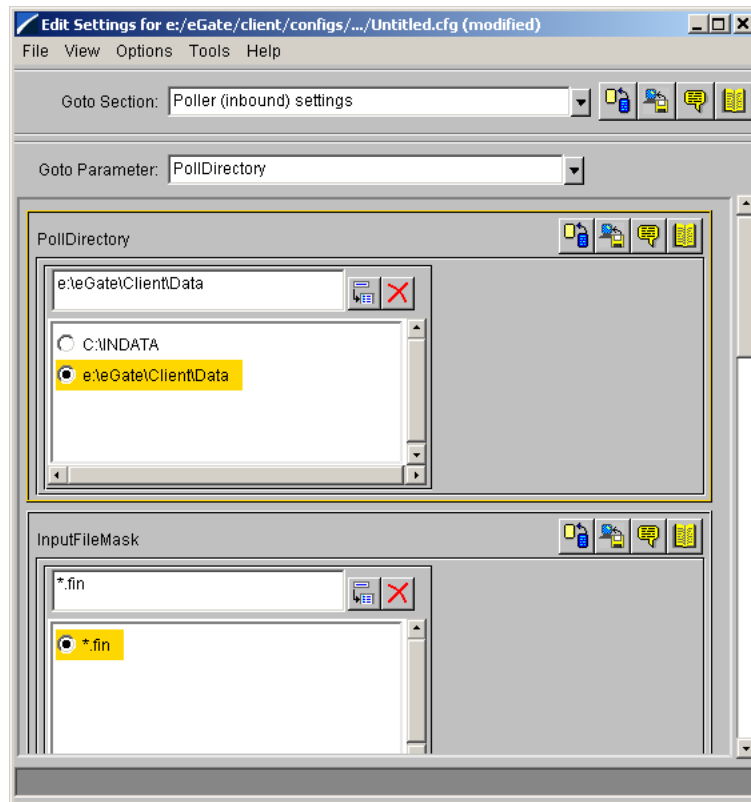 Edit Settings for e:/eGate/client/configs/.../Untitled.cfg (modified)
File View Options Tools Help
Goto Section: Poller (inbound) settings
Goto Parameter: PollDirectory
PollDirectory
e:\eGate\Client\Data
C:\INDATA
e:\eGate\Client\Data
InputFileMask
*.fin
*.fin